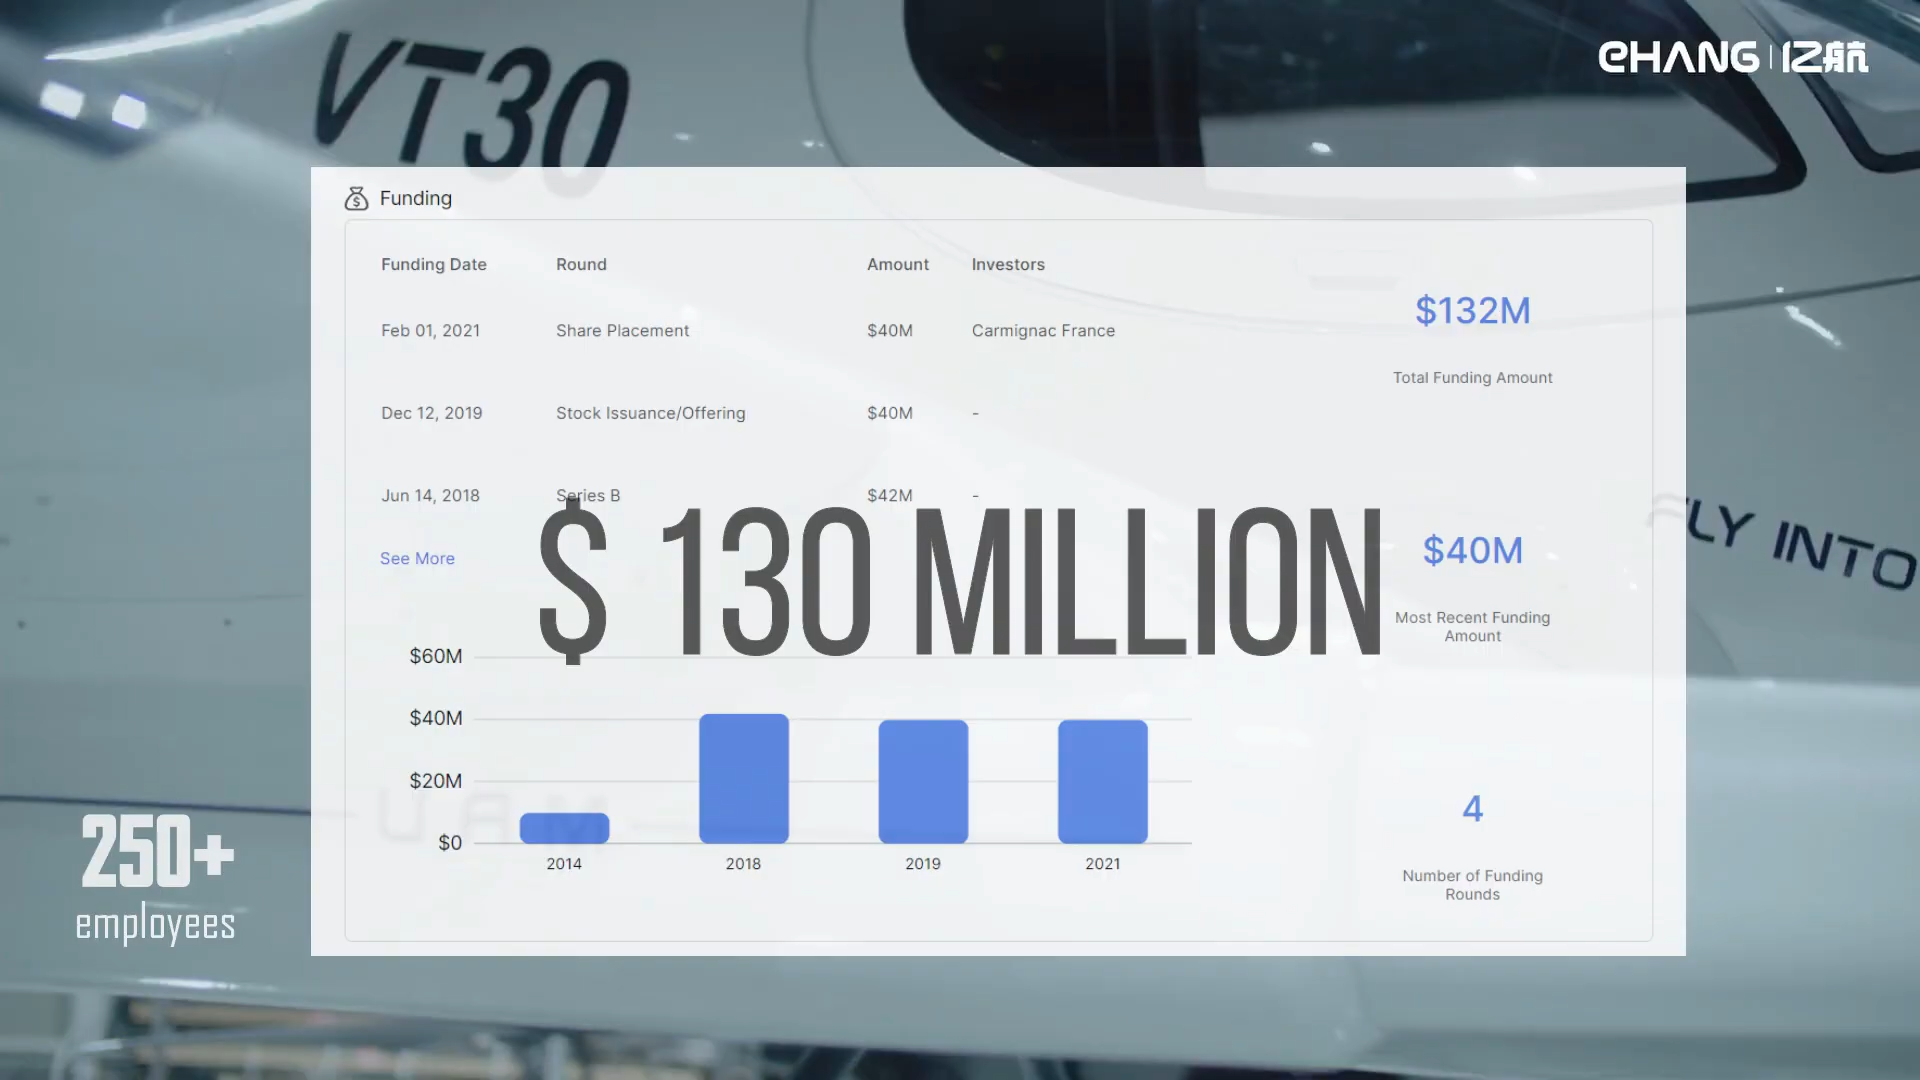 VT30
EHANG | 亿航
Funding
Funding Date Round Amount Investors
Feb 01, 2021 Share Placement $40M Carmignac France
$132M
Total Funding Amount
Dec 12, 2019 Stock Issuance/Offering $40M -
Jun 14, 2018 Series B $42M -
See More
$ 130 MILLION
$40M
Most Recent Funding
Amount
FLY INTO
$60M
$40M
$20M
$0
2014 2018 2019 2021
4
Number of Funding
Rounds
UAM
250+
employees